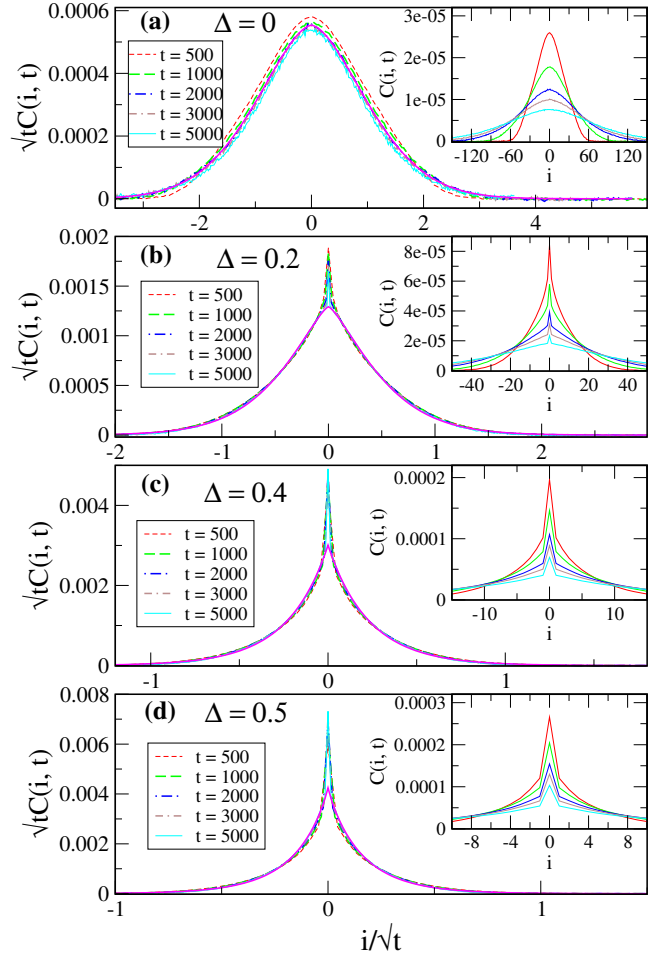 (a) Δ = 0
√tC(i, t)
0.0006
0.0004
0.0002
0
t = 500
t = 1000
t = 2000
t = 3000
t = 5000
-2 0 2 4
C(i, t)
3e-05
2e-05
1e-05
0
-120 -60 0 60 120
i
(b) Δ = 0.2
√tC(i, t)
0.002
0.0015
0.001
0.0005
0
t = 500
t = 1000
t = 2000
t = 3000
t = 5000
-2 -1 0 1 2
C(i, t)
8e-05
6e-05
4e-05
2e-05
0
-40 -20 0 20 40
i
(c) Δ = 0.4
√tC(i, t)
0.004
0.002
0
t = 500
t = 1000
t = 2000
t = 3000
t = 5000
-1 0 1
C(i, t)
0.0002
0.0001
0
-10 0 10
i
(d) Δ = 0.5
√tC(i, t)
0.008
0.006
0.004
0.002
0
t = 500
t = 1000
t = 2000
t = 3000
t = 5000
-1 0 1
C(i, t)
0.0003
0.0002
0.0001
0
-8 -4 0 4 8
i
i/√t